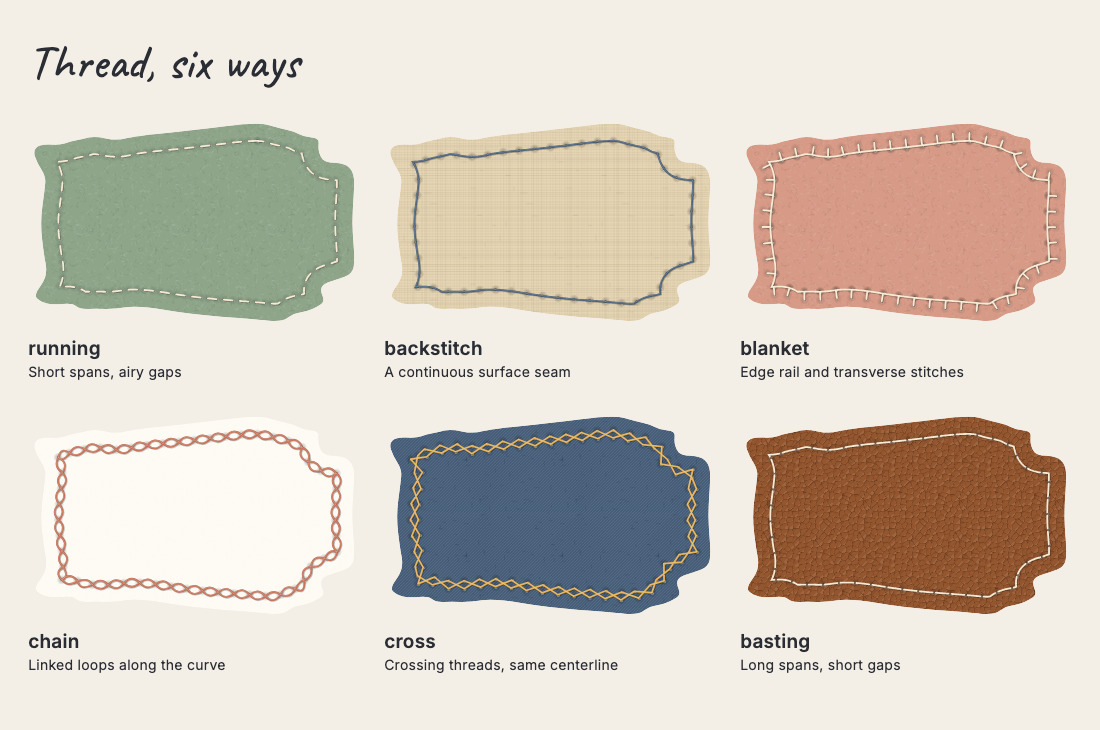 Thread, six ways
running
Short spans, airy gaps
backstitch
A continuous surface seam
blanket
Edge rail and transverse stitches
chain
Linked loops along the curve
cross
Crossing threads, same centerline
basting
Long spans, short gaps